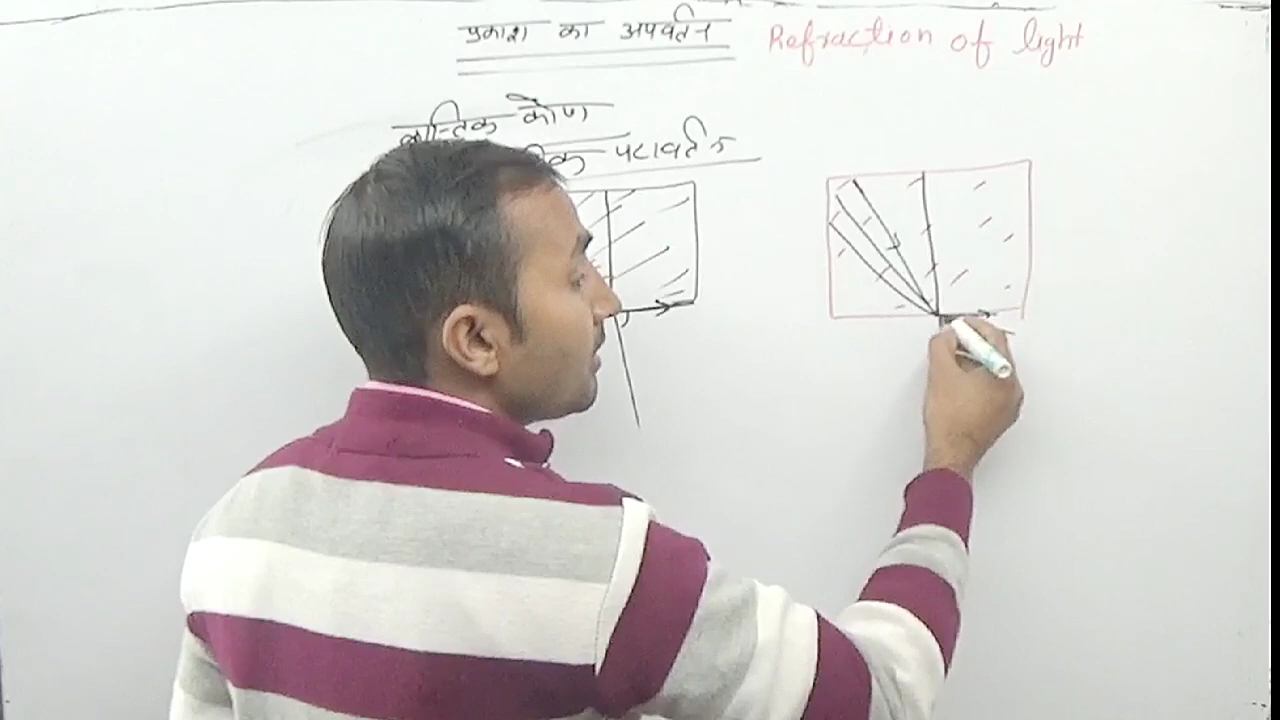 प्रकाश का अपवर्तन Refraction of light
क्रान्तिक कोण
परावर्तन